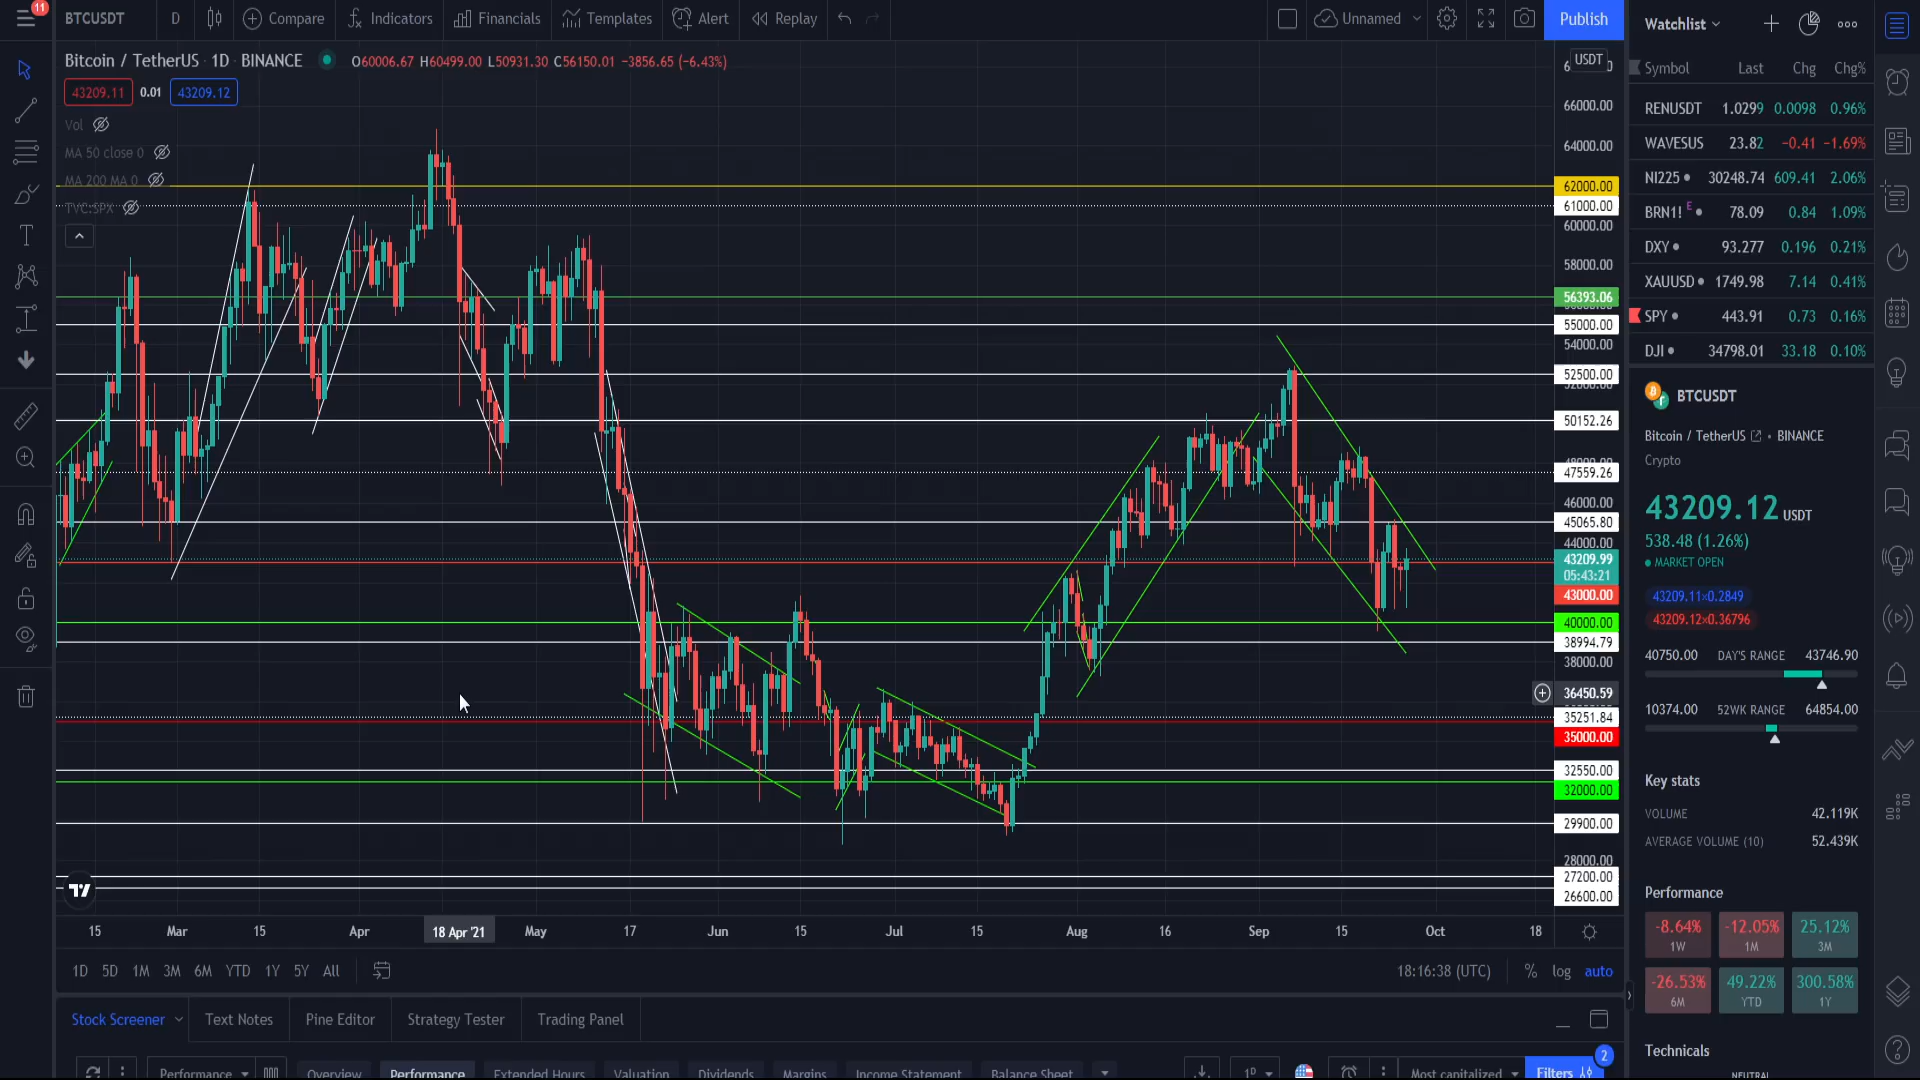 11
BTCUSDT D Compare Indicators Financials Templates Alert Replay Unnamed Publish
Bitcoin / TetherUS · 1D · BINANCE O60006.67 H60499.00 L50931.30 C56150.01 −3856.65 (−6.43%)
43209.11 0.01 43209.12
Vol
MA 50 close 0
MA 200 MA 0
TVC:SPX
USDT
66000.00
64000.00
62000.00
61000.00
60000.00
58000.00
56393.06
55000.00
54000.00
52500.00
50152.26
47559.26
46000.00
45065.80
44000.00
43209.99
05:43:21
43000.00
40000.00
38994.79
38000.00
36450.59
35251.84
35000.00
32550.00
32000.00
29900.00
28000.00
27200.00
26600.00
15 Mar 15 Apr 18 Apr '21 May 17 Jun 15 Jul 15 Aug 16 Sep 15 Oct 18
1D 5D 1M 3M 6M YTD 1Y 5Y All 18:16:38 (UTC) % log auto
Stock Screener Text Notes Pine Editor Strategy Tester Trading Panel
Performance Overview Performance Extended Hours Valuation Dividends Margins Income Statement Balance Sheet 1D Most capitalized Filters 2
Watchlist
Symbol Last Chg Chg%
RENUSDT 1.0299 0.0098 0.96%
WAVESUS 23.82 −0.41 −1.69%
NI225 30248.74 609.41 2.06%
BRN1! E 78.09 0.84 1.09%
DXY 93.277 0.196 0.21%
XAUUSD 1749.98 7.14 0.41%
SPY 443.91 0.73 0.16%
DJI 34798.01 33.18 0.10%
BTCUSDT
Bitcoin / TetherUS • BINANCE
Crypto
43209.12 USDT
538.48 (1.26%)
MARKET OPEN
43209.11×0.2849
43209.12×0.36796
40750.00 DAY'S RANGE 43746.90
10374.00 52WK RANGE 64854.00
Key stats
VOLUME 42.119K
AVERAGE VOLUME (10) 52.439K
Performance
-8.64% -12.05% 25.12%
1W 1M 3M
-26.53% 49.22% 300.58%
6M YTD 1Y
Technicals
NEUTRAL